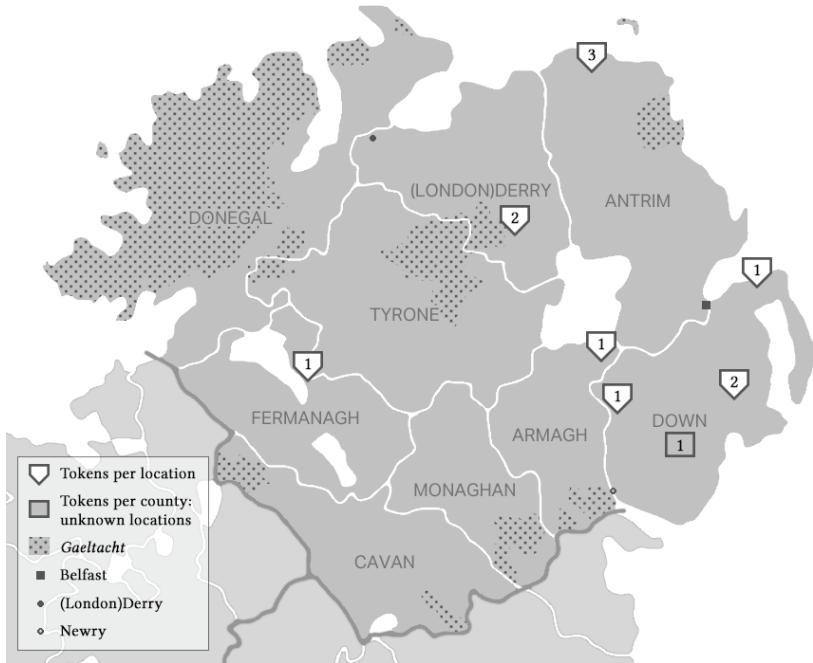 3
(LONDON)DERRY
ANTRIM
2
DONEGAL
1
TYRONE
1
1
1
2
FERMANAGH
DOWN
ARMAGH
1
MONAGHAN
CAVAN
Tokens per location
Tokens per county:
unknown locations
Gaeltacht
Belfast
(London)Derry
Newry